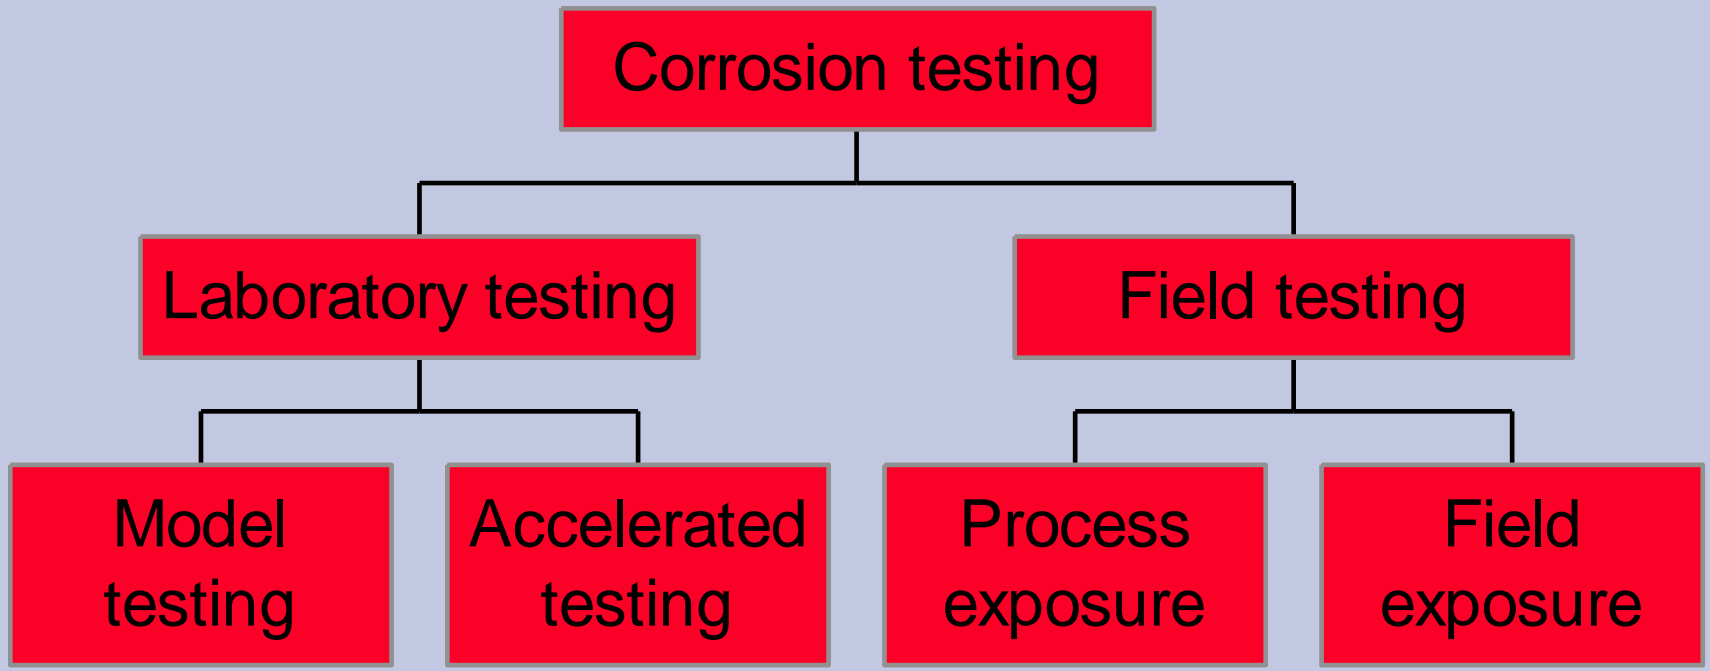 Corrosion testing
Laboratory testing
Field testing
Model
testing
Accelerated
testing
Process
exposure
Field
exposure